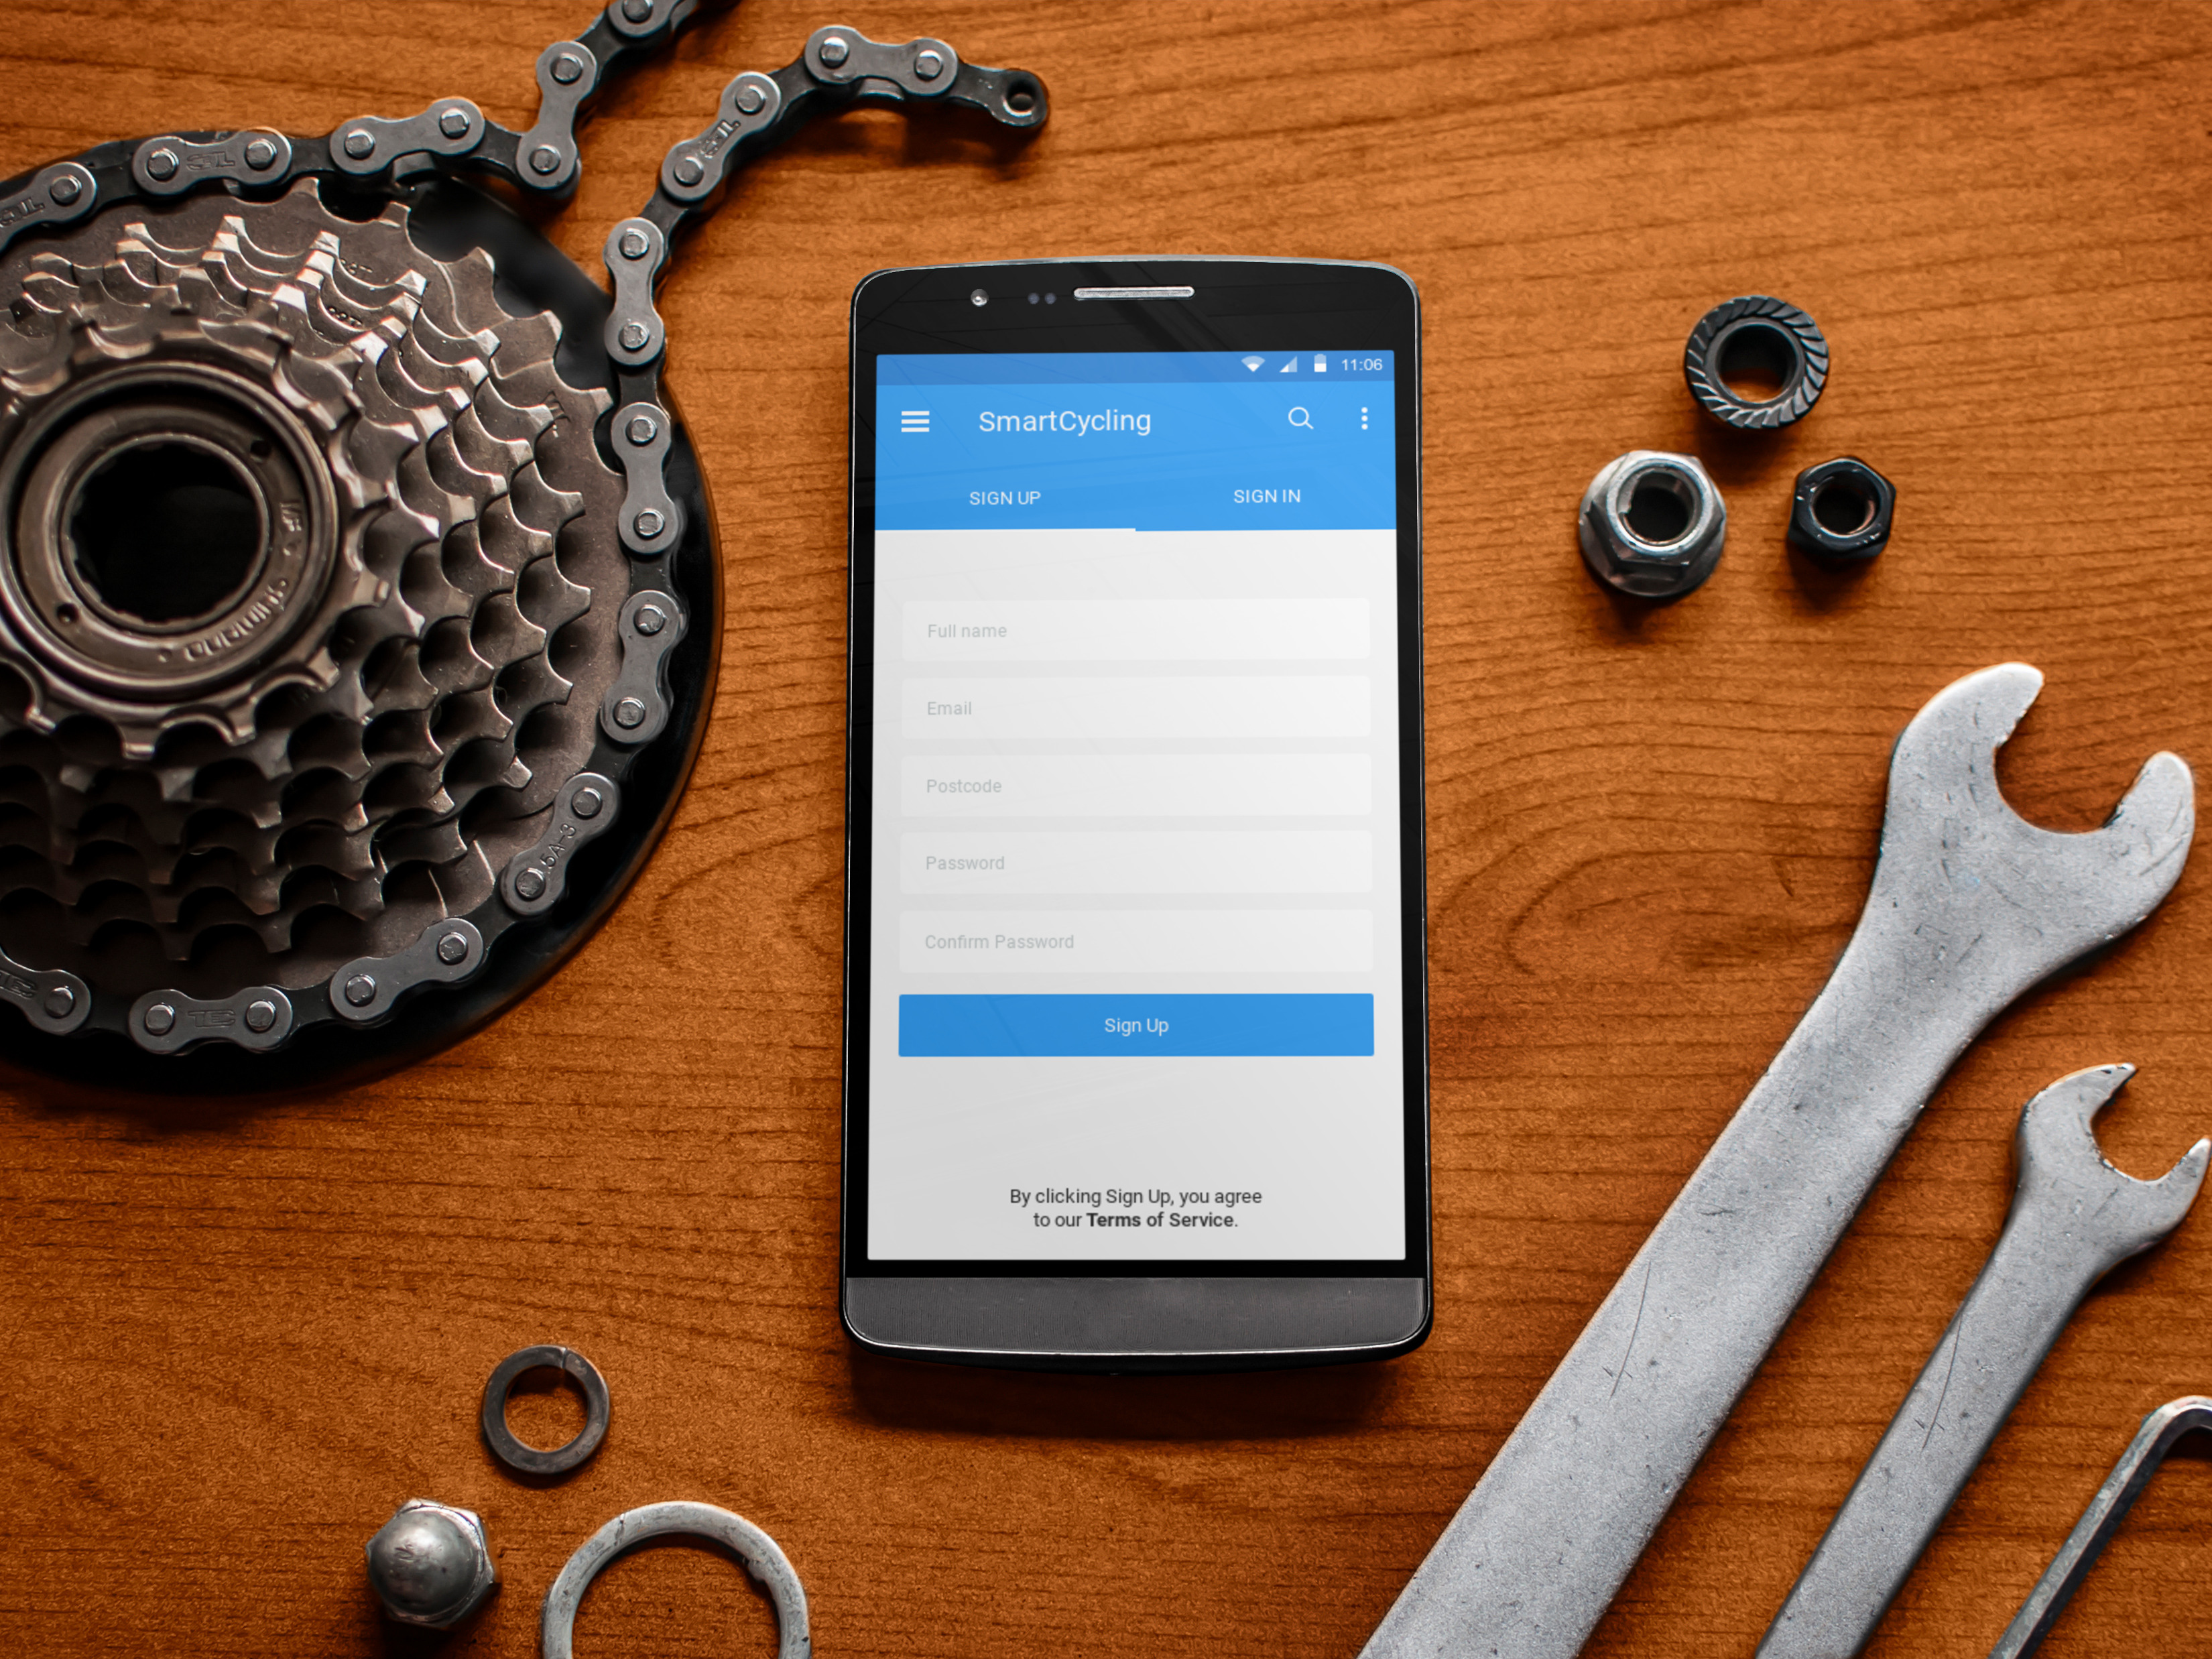 11:06
SmartCycling
SIGN UP
SIGN IN
Full name
Email
Postcode
Password
Confirm Password
Sign Up
By clicking Sign Up, you agree
to our Terms of Service.
SHIMANO